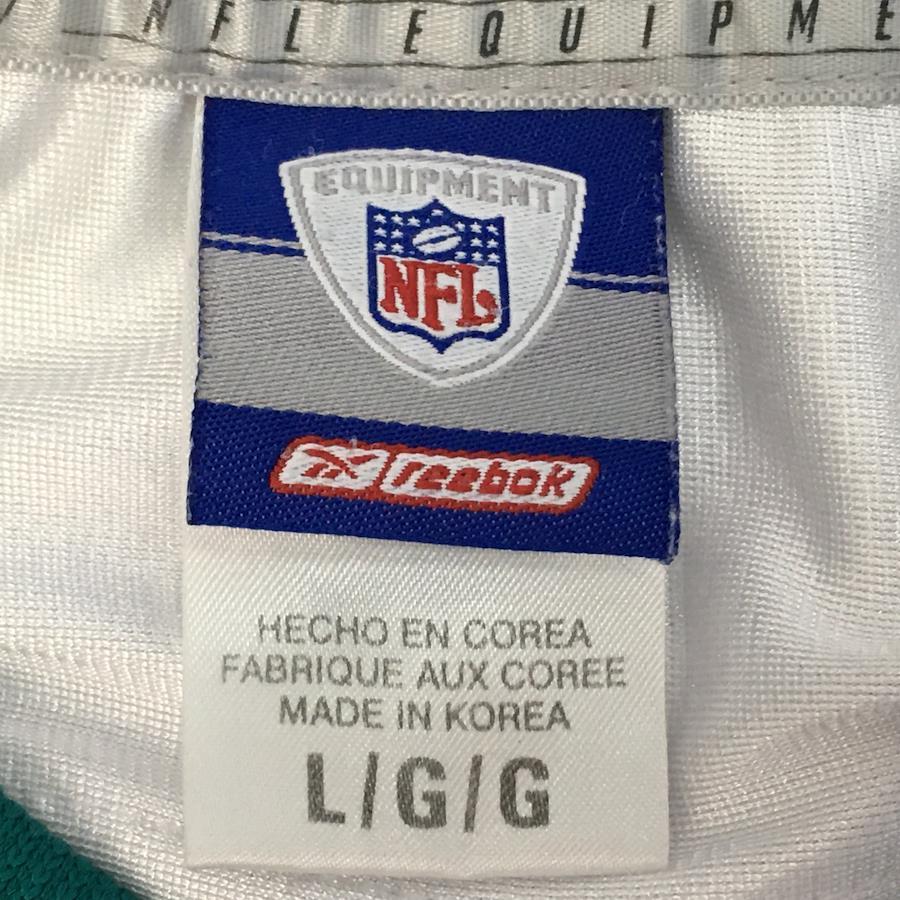 NFL EQUIPME
EQUIPMENT
NFL
Reebok
HECHO EN COREA
FABRIQUE AUX COREE
MADE IN KOREA
L/G/G